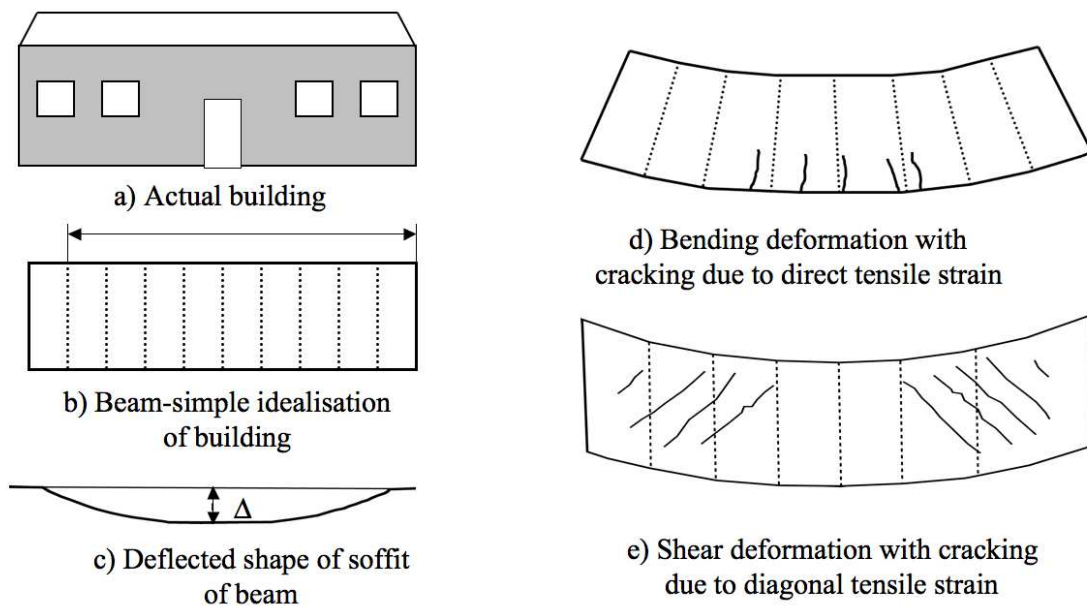 a) Actual building
b) Beam-simple idealisation
of building
Δ
c) Deflected shape of soffit
of beam
d) Bending deformation with
cracking due to direct tensile strain
e) Shear deformation with cracking
due to diagonal tensile strain